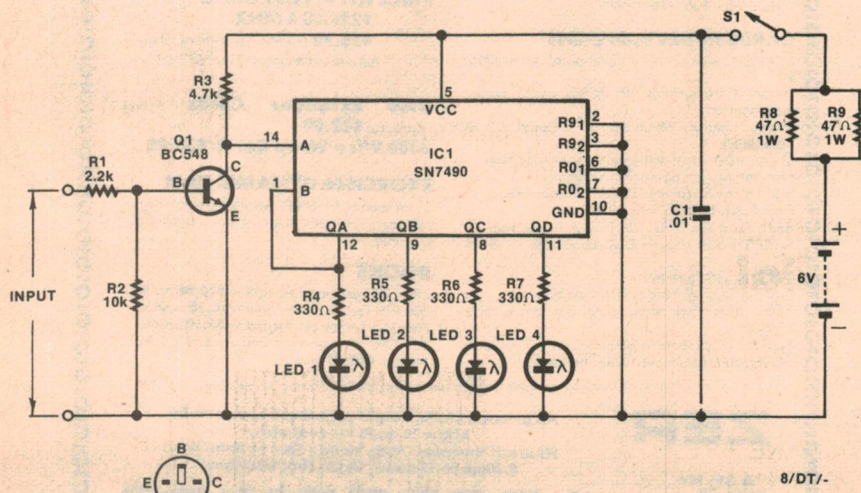 S1
R3
4.7k
5
VCC
R8
47Ω
1W
R9
47Ω
1W
Q1
BC548
14
A
IC1
SN7490
R9₁ 2
R9₂ 3
R0₁ 6
R0₂ 7
GND 10
R1
2.2k
B
C
E
1
B
C1
.01
QA
QB
QC
QD
12
9
8
11
+
6V
−
INPUT
R2
10k
R4
330Ω
R5
330Ω
R6
330Ω
R7
330Ω
LED 1
LED 2
LED 3
LED 4
λ
λ
λ
λ
B
E
C
8/DT/-